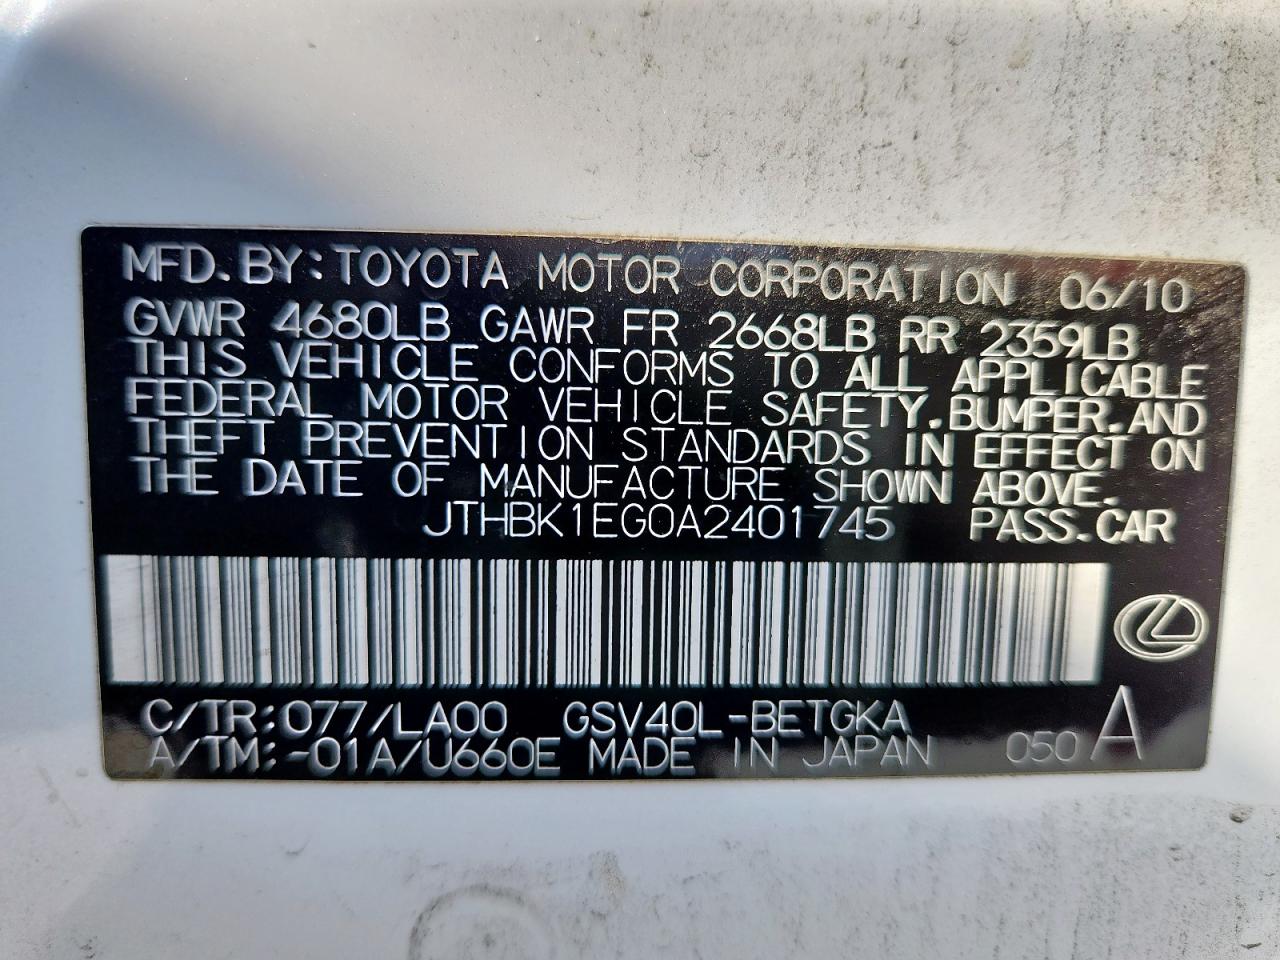 MFD.BY:TOYOTA MOTOR CORPORATION 06/10
GVWR 4680LB GAWR FR 2668LB RR 2359LB
THIS VEHICLE CONFORMS TO ALL APPLICABLE
FEDERAL MOTOR VEHICLE SAFETY,BUMPER,AND
THEFT PREVENTION STANDARDS IN EFFECT ON
THE DATE OF MANUFACTURE SHOWN ABOVE.
JTHBK1EG0A2401745 PASS.CAR
C/TR:077/LA00 GSV40L-BETGKA
A/TM:-01A/U660E MADE IN JAPAN 050 A